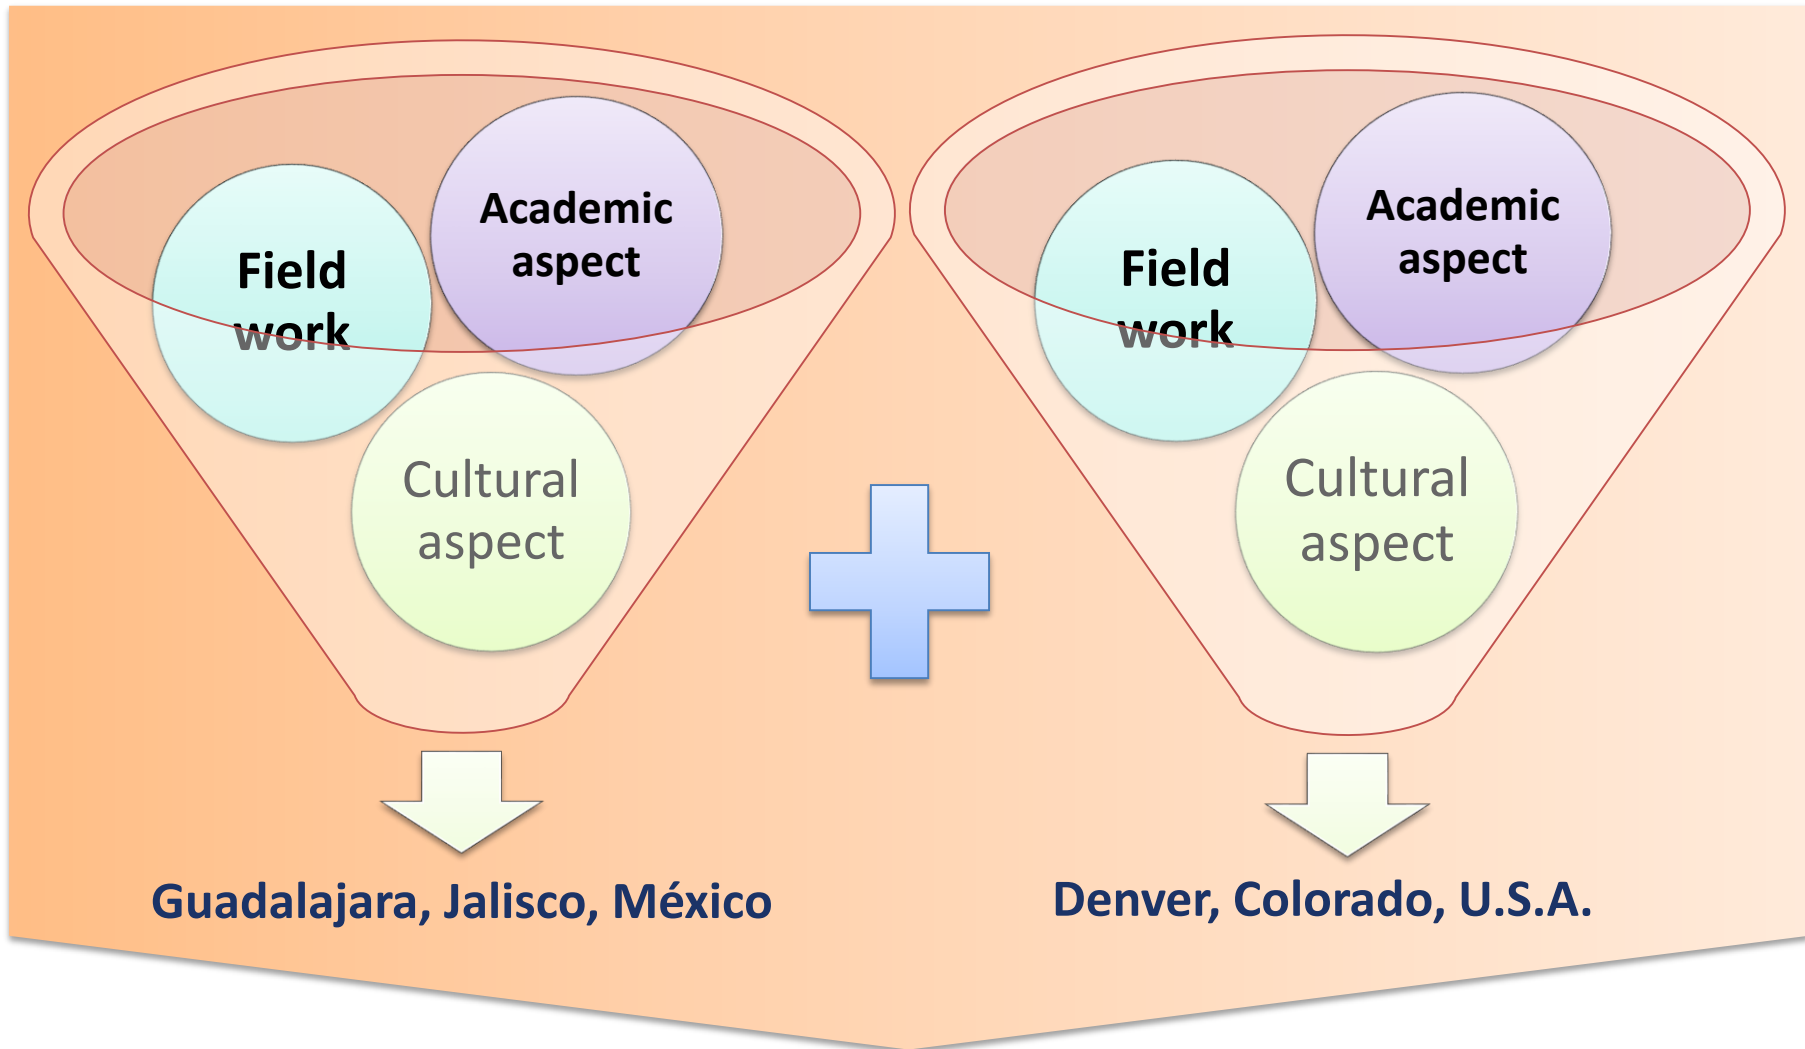 Field
work
Academic
aspect
Cultural
aspect
Guadalajara, Jalisco, México
Field
work
Academic
aspect
Cultural
aspect
Denver, Colorado, U.S.A.